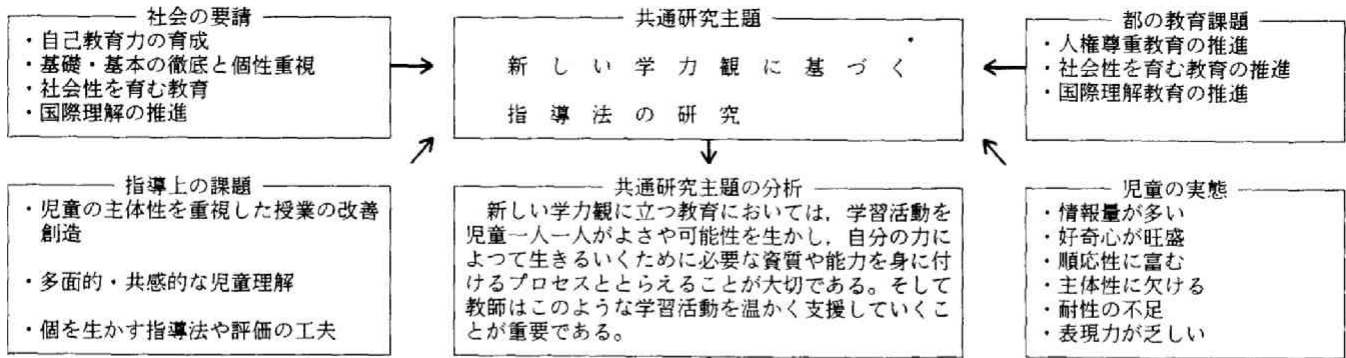 社会の要請
・自己教育力の育成
・基礎・基本の徹底と個性重視
・社会性を育む教育
・国際理解の推進
共通研究主題
新しい学力観に基づく
指導法の研究
都の教育課題
・人権尊重教育の推進
・社会性を育む教育の推進
・国際理解教育の推進
指導上の課題
・児童の主体性を重視した授業の改善
創造
・多面的・共感的な児童理解
・個を生かす指導法や評価の工夫
共通研究主題の分析
新しい学力観に立つ教育においては，学習活動を
児童一人一人がよさや可能性を生かし，自分の力に
よつて生きるいくために必要な資質や能力を身に付
けるプロセスととらえることが大切である。そして
教師はこのような学習活動を温かく支援していくこ
とが重要である。
児童の実態
・情報量が多い
・好奇心が旺盛
・順応性に富む
・主体性に欠ける
・耐性の不足
・表現力が乏しい